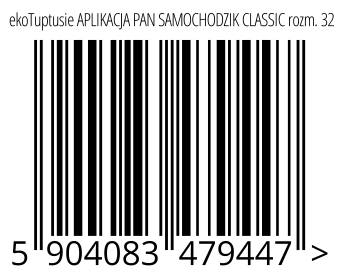 ekoTuptusie APLIKACJA PAN SAMOCHODZIK CLASSIC rozm. 32
5 904083 479447 >